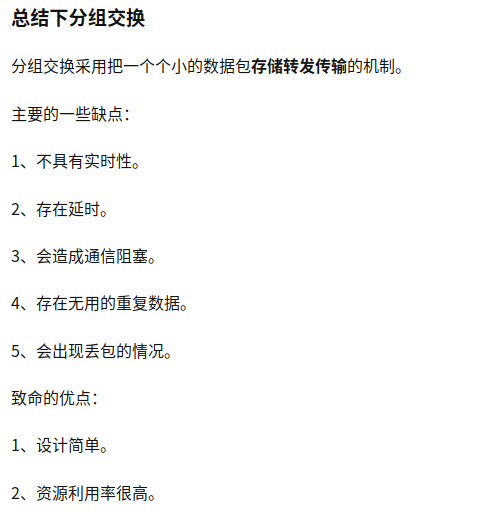 总结下分组交换
分组交换采用把一个个小的数据包存储转发传输的机制。
主要的一些缺点：
1、不具有实时性。
2、存在延时。
3、会造成通信阻塞。
4、存在无用的重复数据。
5、会出现丢包的情况。
致命的优点：
1、设计简单。
2、资源利用率很高。